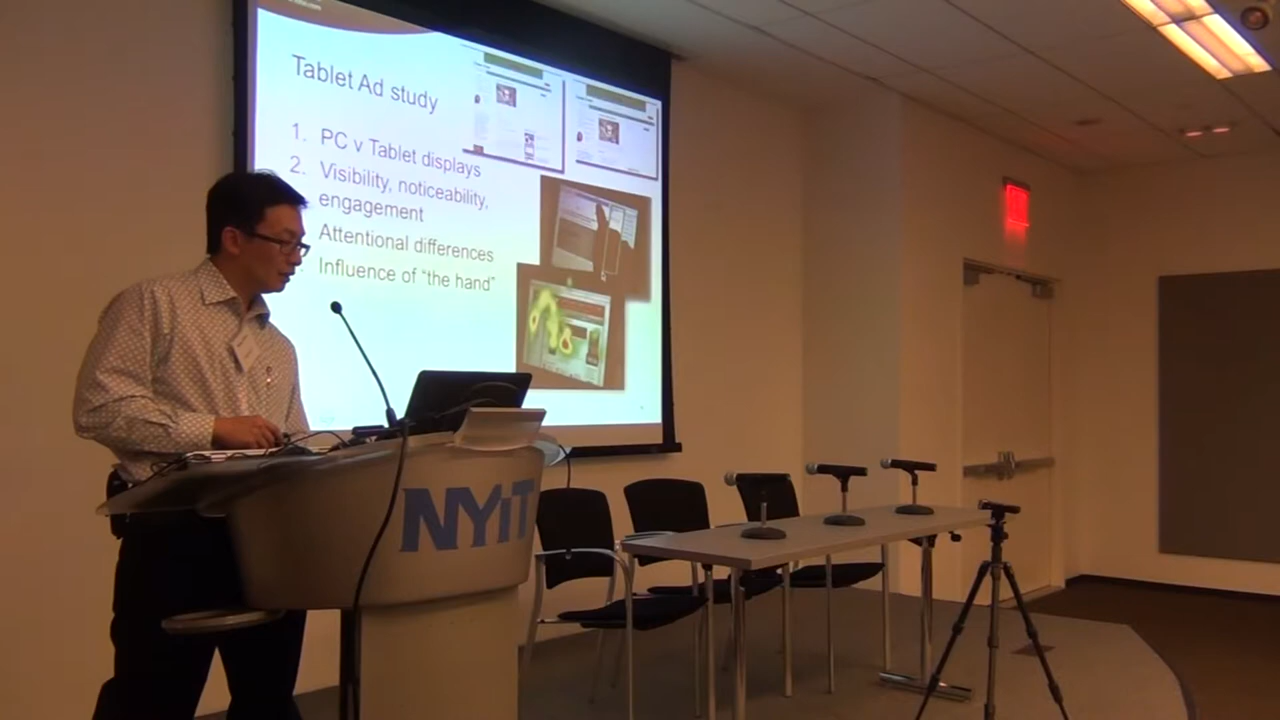 Tablet Ad study
1. PC v Tablet displays
2. Visibility, noticeability,
engagement
Attentional differences
Influence of "the hand"
NYiT